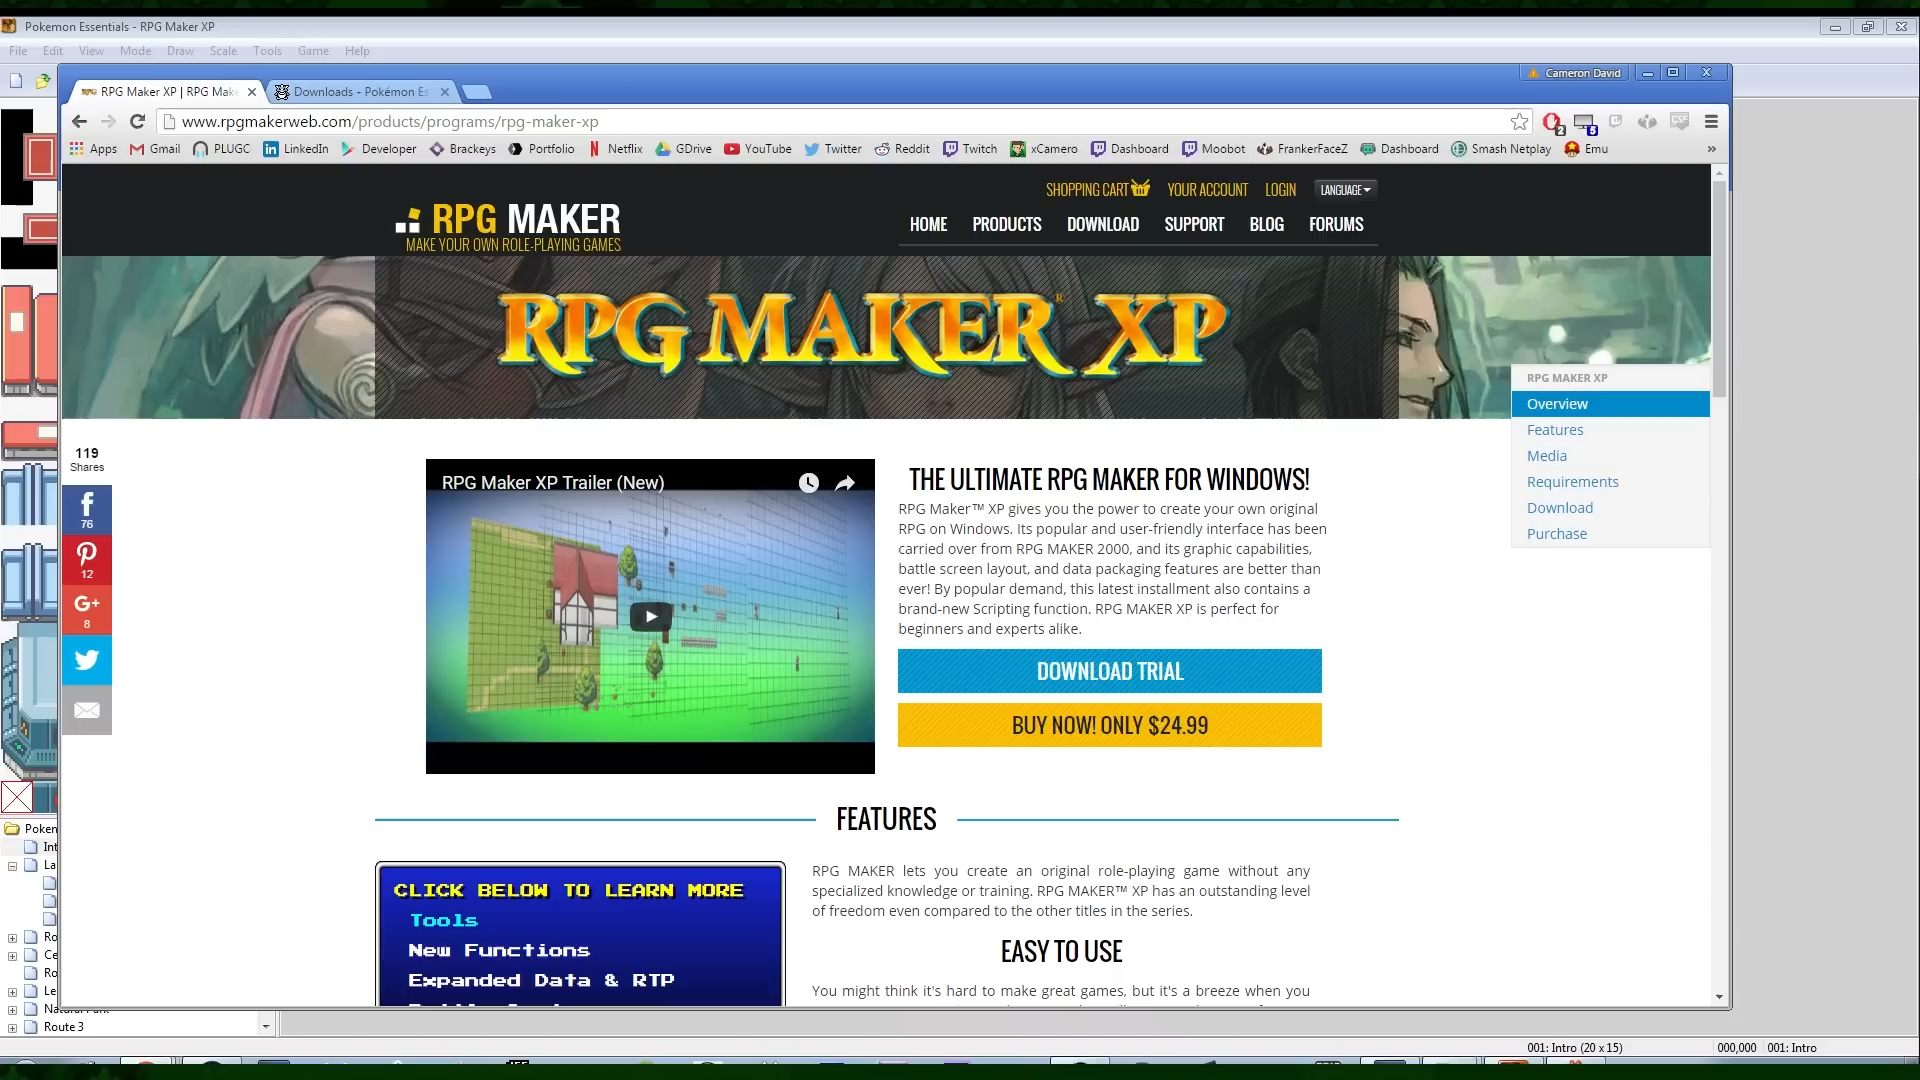 Pokemon Essentials - RPG Maker XP
File Edit View Mode Draw Scale Tools Game Help
Cameron David
RPG Maker XP | RPG Make
Downloads - Pokémon Es
www.rpgmakerweb.com/products/programs/rpg-maker-xp
2
5
Apps Gmail PLUGC LinkedIn Developer Brackeys Portfolio Netflix GDrive YouTube Twitter Reddit Twitch xCamero Dashboard Moobot FrankerFaceZ Dashboard Smash Netplay Emu »
SHOPPING CART YOUR ACCOUNT LOGIN LANGUAGE
RPG MAKER
MAKE YOUR OWN ROLE-PLAYING GAMES
HOME PRODUCTS DOWNLOAD SUPPORT BLOG FORUMS
RPG MAKER® XP
RPG MAKER XP
Overview
Features
Media
Requirements
Download
Purchase
119
Shares
76
12
G+
8
RPG Maker XP Trailer (New)
THE ULTIMATE RPG MAKER FOR WINDOWS!
RPG Maker™ XP gives you the power to create your own original
RPG on Windows. Its popular and user-friendly interface has been
carried over from RPG MAKER 2000, and its graphic capabilities,
battle screen layout, and data packaging features are better than
ever! By popular demand, this latest installment also contains a
brand-new Scripting function. RPG MAKER XP is perfect for
beginners and experts alike.
DOWNLOAD TRIAL
BUY NOW! ONLY $24.99
FEATURES
CLICK BELOW TO LEARN MORE
Tools
New Functions
Expanded Data & RTP
RPG MAKER lets you create an original role-playing game without any
specialized knowledge or training. RPG MAKER™ XP has an outstanding level
of freedom even compared to the other titles in the series.
EASY TO USE
You might think it's hard to make great games, but it's a breeze when you
Poken
Int
La
Ro
Ce
Ro
Le
Natural Park
Route 3
001: Intro (20 x 15)
000,000
001: Intro